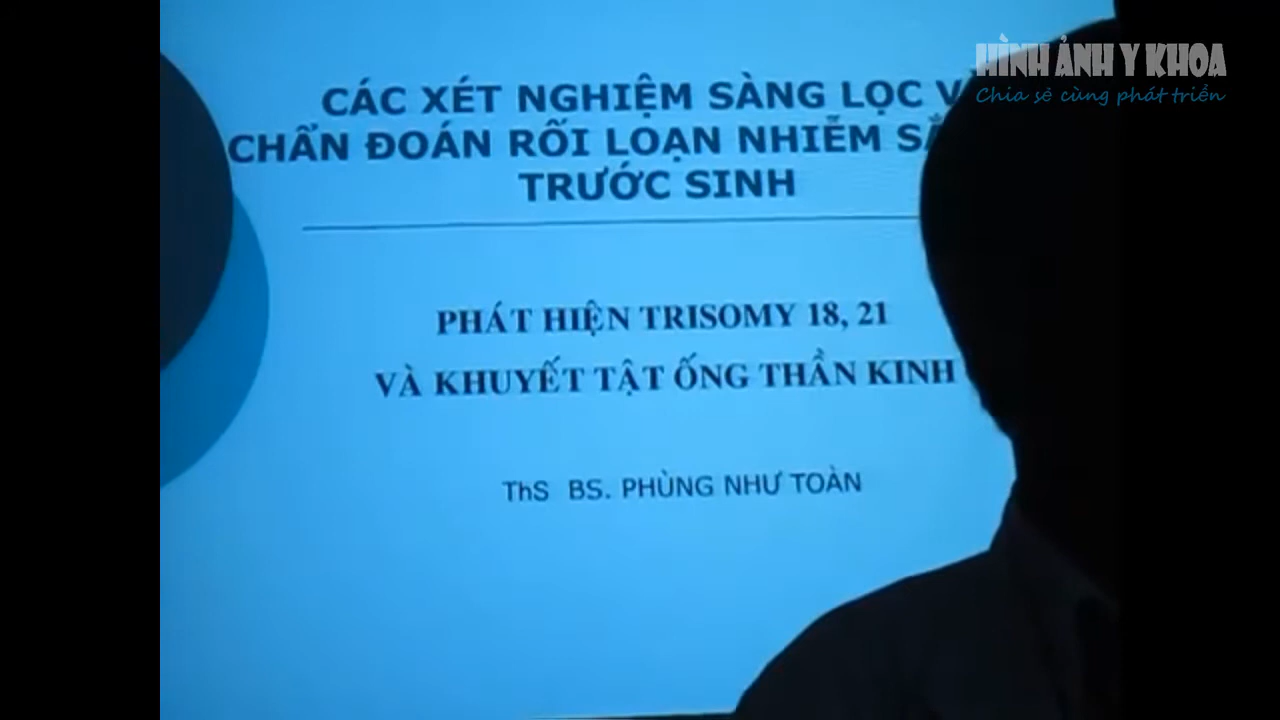 HÌNH ẢNH Y KHOA
Chia sẻ cùng phát triển
CÁC XÉT NGHIỆM SÀNG LỌC
CHẨN ĐOÁN RỐI LOẠN NHIỄM
TRƯỚC SINH
PHÁT HIỆN TRISOMY 18, 21
VÀ KHUYẾT TẬT ỐNG THẦN KINH
ThS BS. PHÙNG NHƯ TOÀN